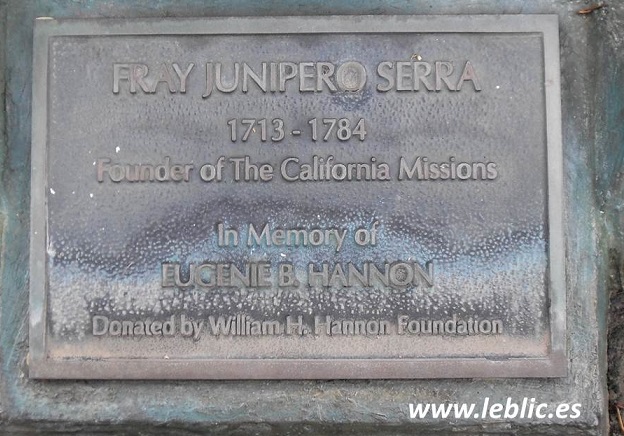 FRAY JUNIPERO SERRA
1713 - 1784
Founder of The California Missions
In Memory of
EUGENIE B. HANNON
Donated by William H. Hannon Foundation
www.leblic.es